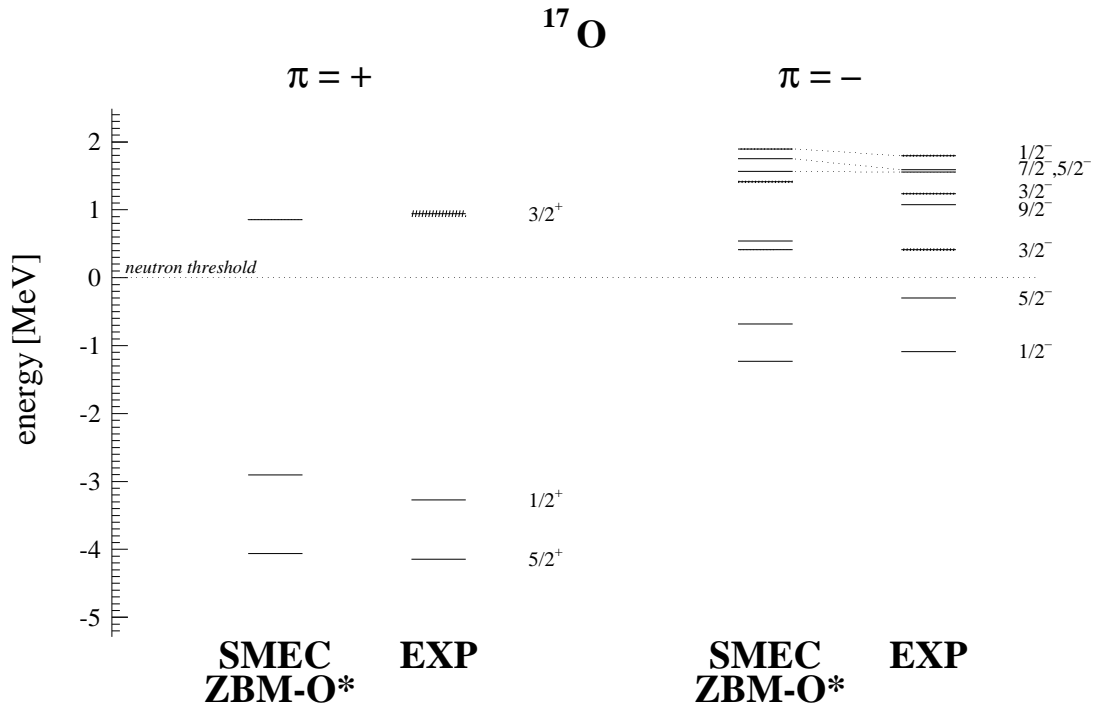 17 O
π = +
π = –
energy [MeV]
2
1
0
-1
-2
-3
-4
-5
neutron threshold
3/2+
1/2+
5/2+
1/2–
7/2–,5/2–
3/2–
9/2–
3/2–
5/2–
1/2–
SMEC
ZBM-O*
EXP
SMEC
ZBM-O*
EXP